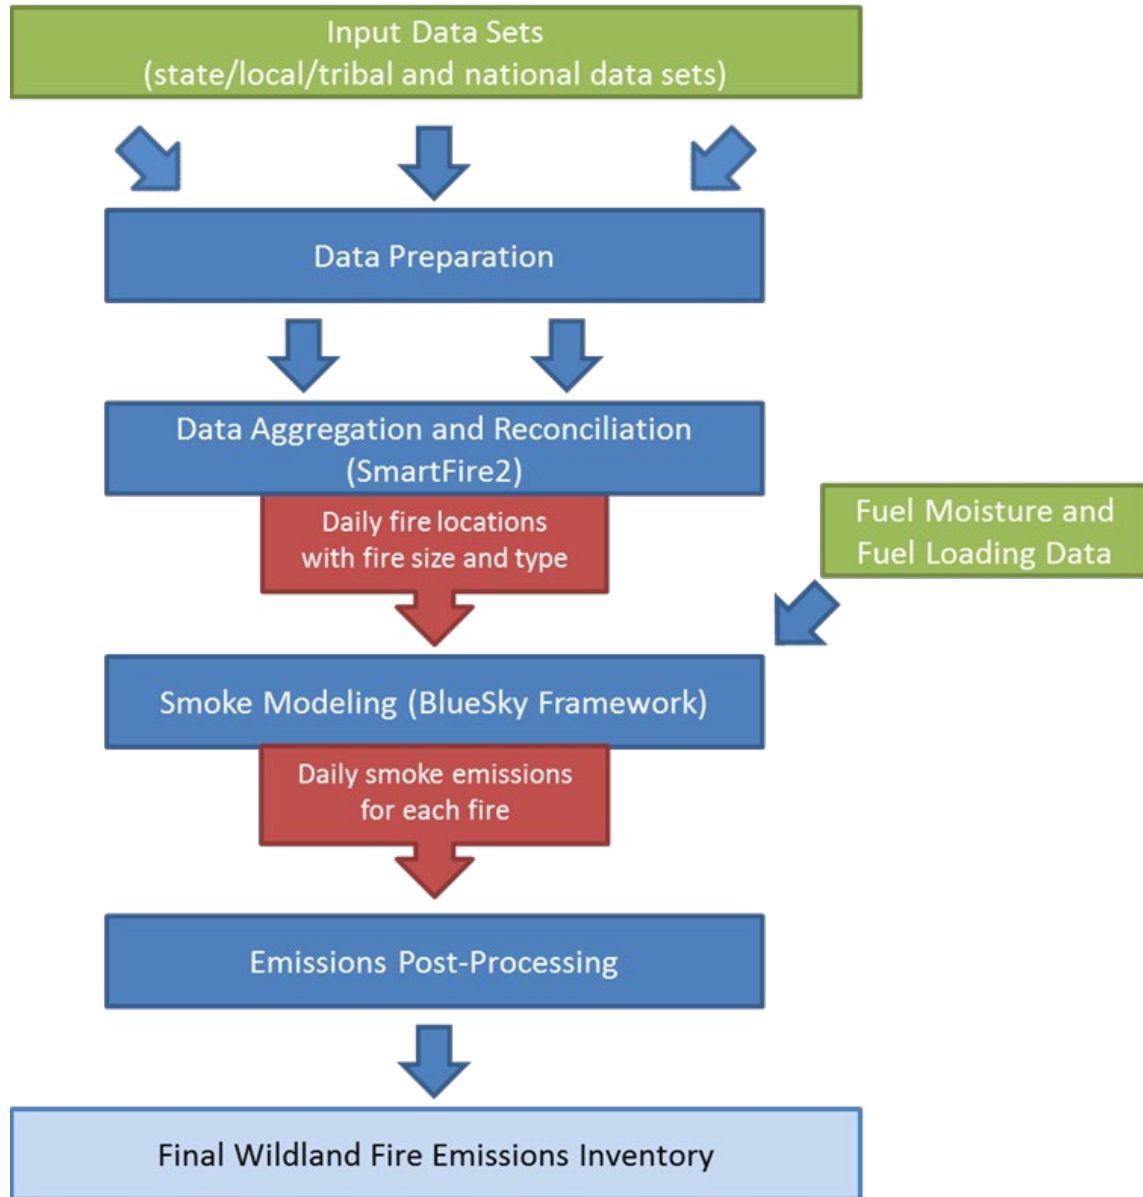 Input Data Sets
(state/local/tribal and national data sets)
Data Preparation
Data Aggregation and Reconciliation
(SmartFire2)
Daily fire locations
with fire size and type
Fuel Moisture and
Fuel Loading Data
Smoke Modeling (BlueSky Framework)
Daily smoke emissions
for each fire
Emissions Post-Processing
Final Wildland Fire Emissions Inventory